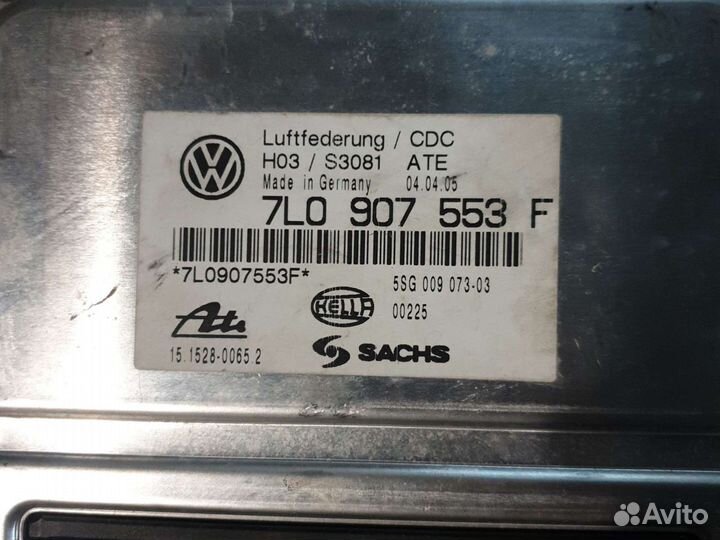 Luftfederung / CDC
H03 / S3081 ATE
Made in Germany 04.04.05
7L0 907 553 F
*7L0907553F*
5SG 009 073-03
HELLA
00225
Ate
15.1528-0065.2
SACHS
Avito